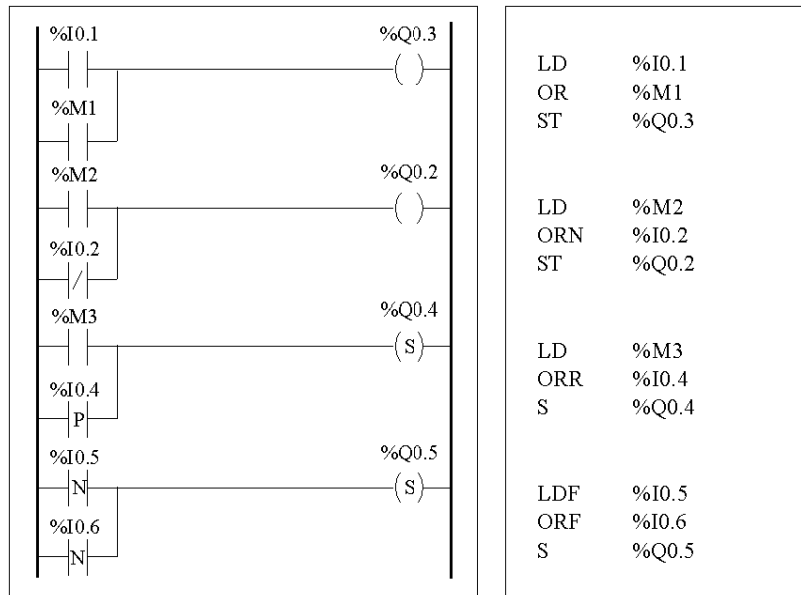 %I0.1 %Q0.3
%M1
%M2 %Q0.2
%I0.2
/
%M3 %Q0.4
S
%I0.4
P
%I0.5 %Q0.5
N S
%I0.6
N
LD %I0.1
OR %M1
ST %Q0.3
LD %M2
ORN %I0.2
ST %Q0.2
LD %M3
ORR %I0.4
S %Q0.4
LDF %I0.5
ORF %I0.6
S %Q0.5